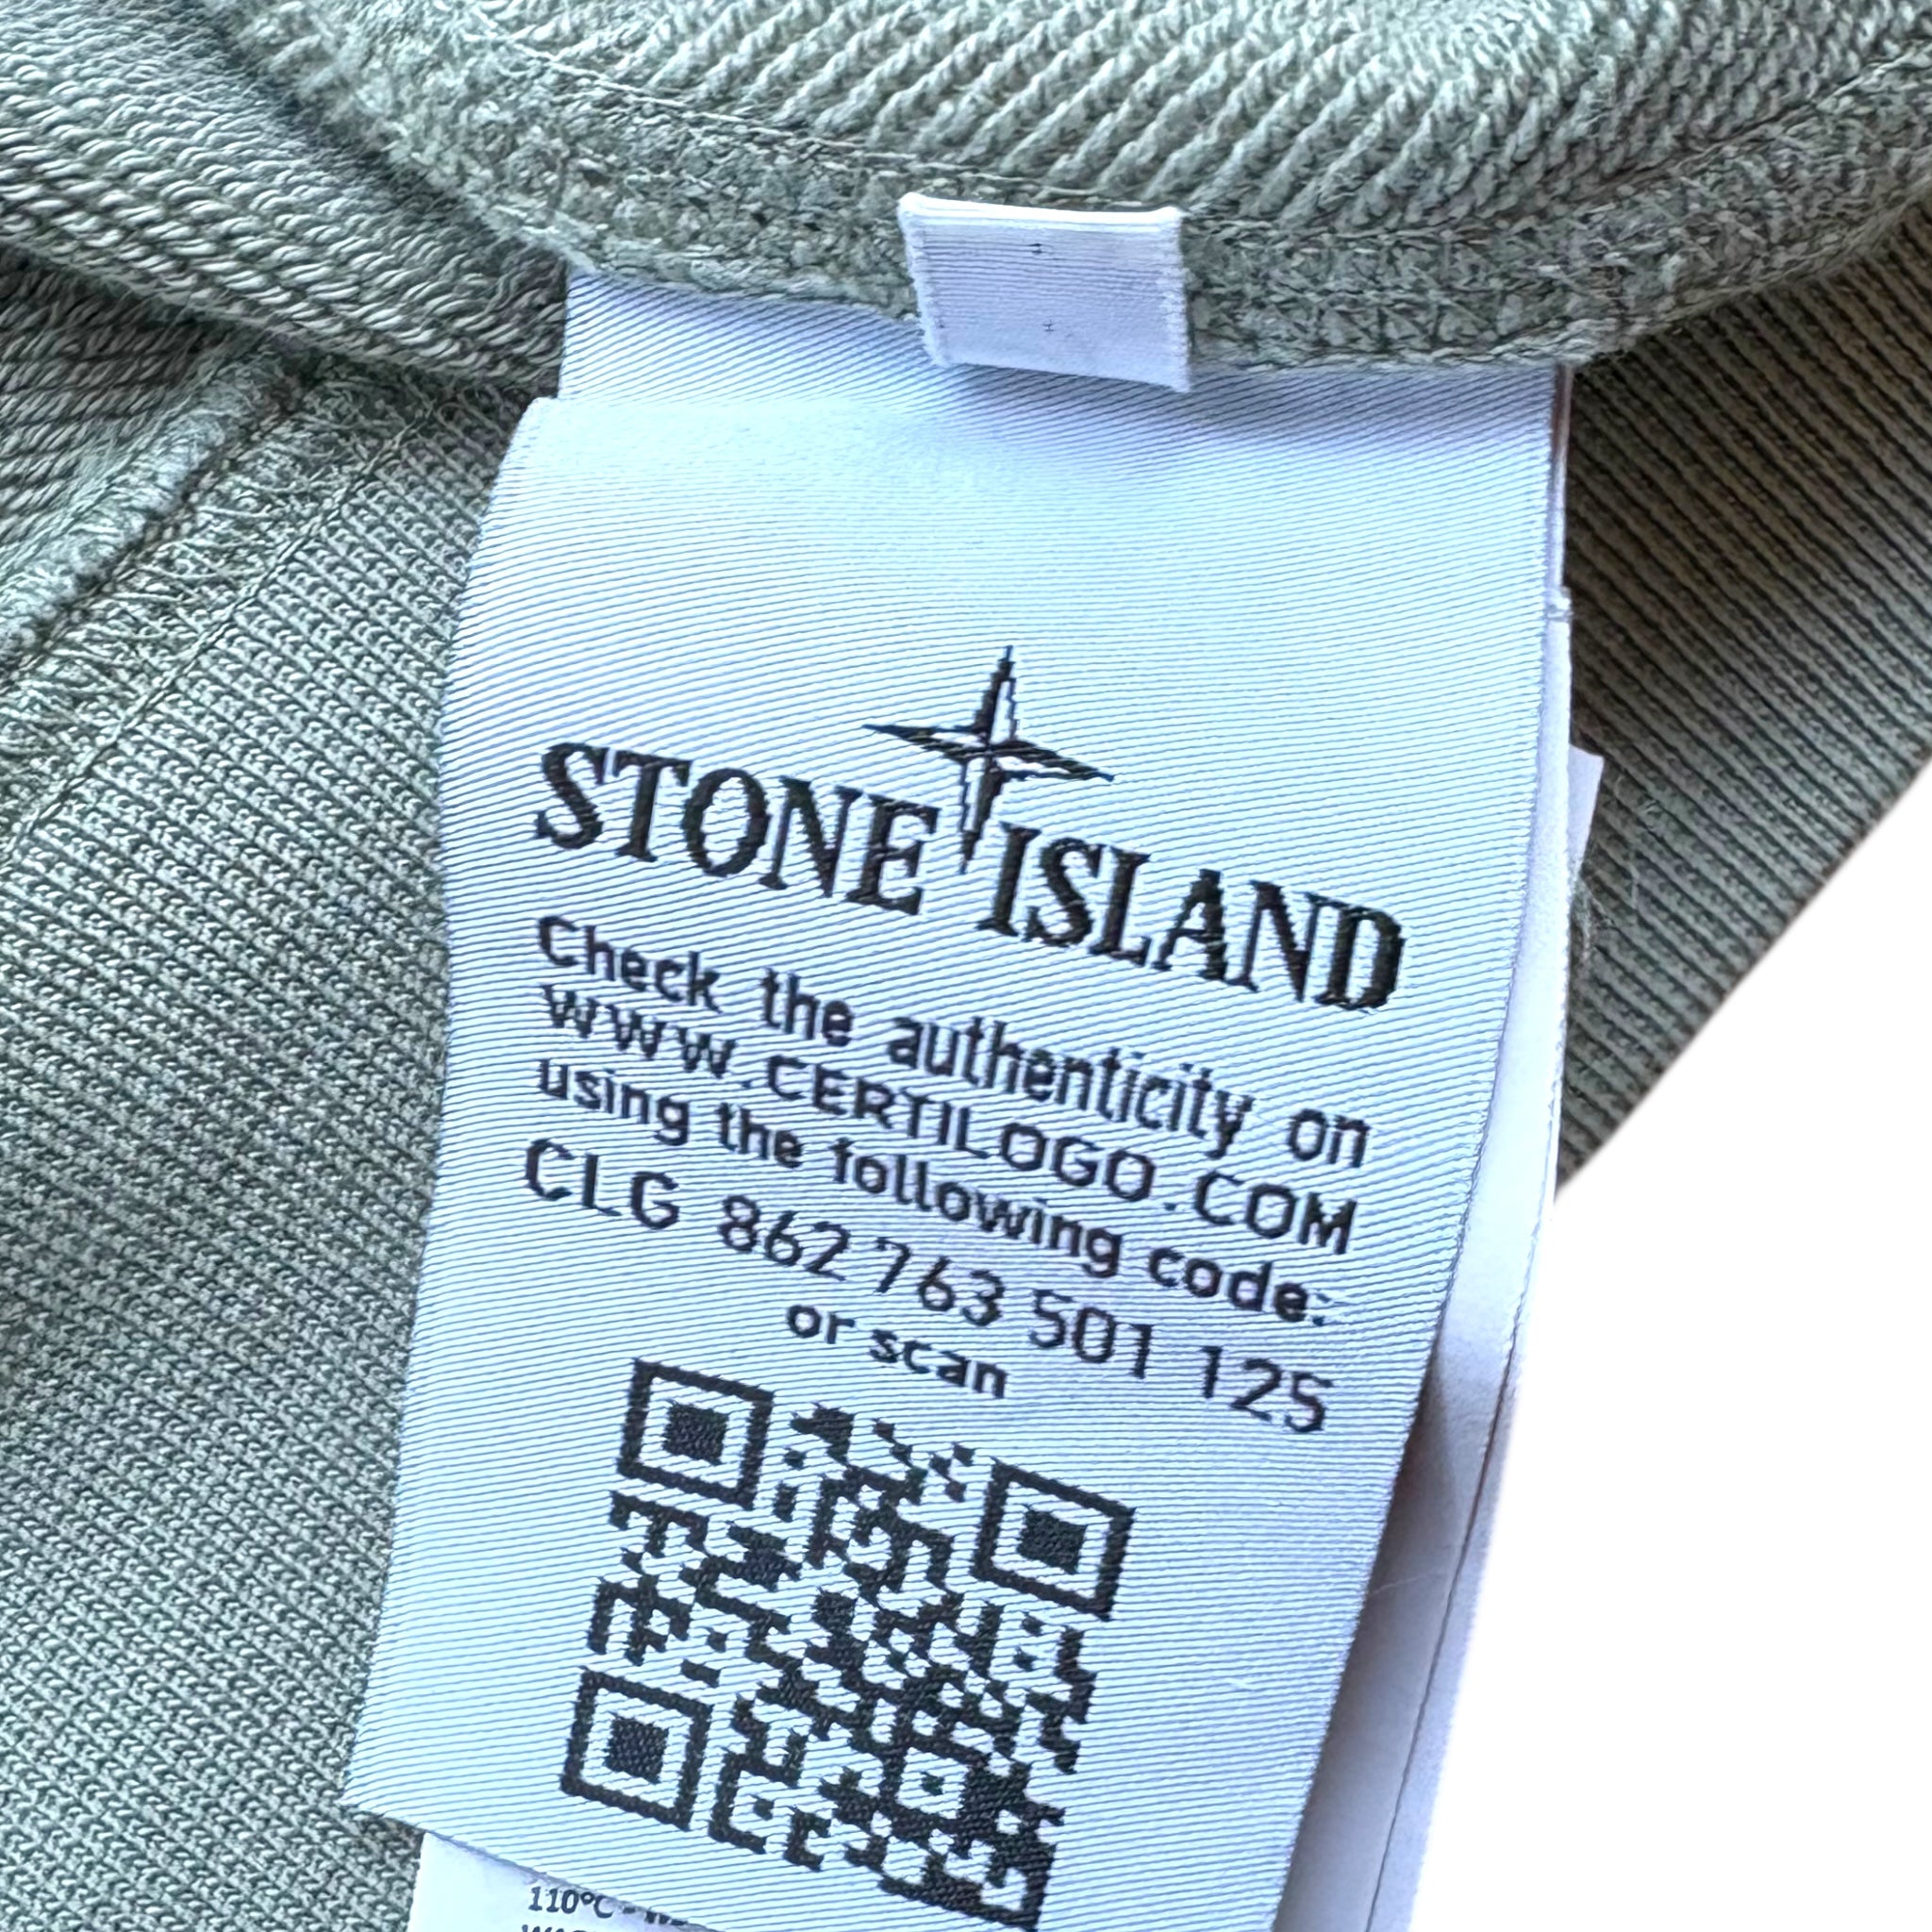 STONE ISLAND
Check the authenticity on
WWW.CERTILOGO.COM
using the following code:
CLG 862 763 501 125
or scan
110°C